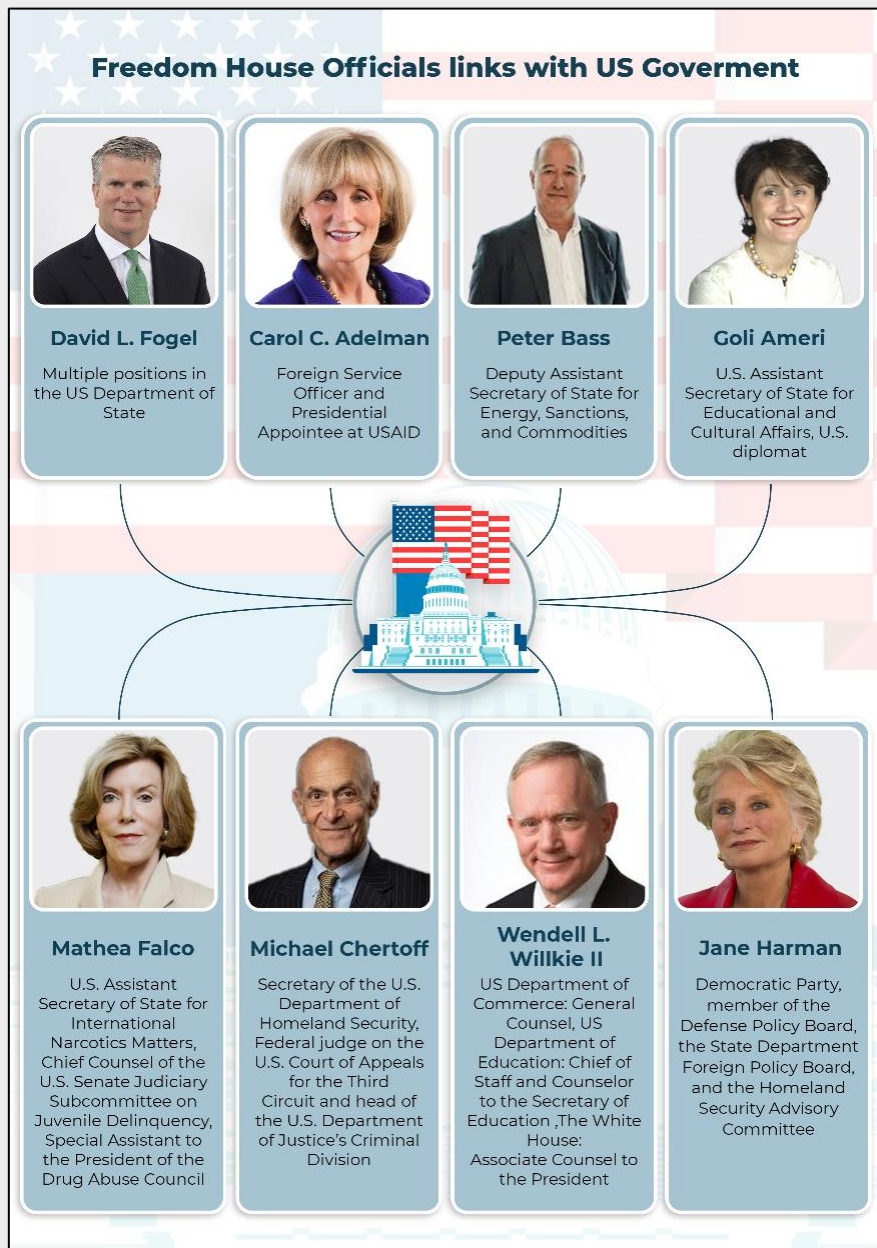 Freedom House Officials links with US Goverment
David L. Fogel
Multiple positions in
the US Department of
State
Carol C. Adelman
Foreign Service
Officer and
Presidential
Appointee at USAID
Peter Bass
Deputy Assistant
Secretary of State for
Energy, Sanctions,
and Commodities
Goli Ameri
U.S. Assistant
Secretary of State for
Educational and
Cultural Affairs, U.S.
diplomat
Mathea Falco
U.S. Assistant
Secretary of State for
International
Narcotics Matters,
Chief Counsel of the
U.S. Senate Judiciary
Subcommittee on
Juvenile Delinquency,
Special Assistant to
the President of the
Drug Abuse Council
Michael Chertoff
Secretary of the U.S.
Department of
Homeland Security,
Federal judge on the
U.S. Court of Appeals
for the Third
Circuit and head of
the U.S. Department
of Justice’s Criminal
Division
Wendell L.
Willkie II
US Department of
Commerce: General
Counsel, US
Department of
Education: Chief of
Staff and Counselor
to the Secretary of
Education ,The White
House:
Associate Counsel to
the President
Jane Harman
Democratic Party,
member of the
Defense Policy Board,
the State Department
Foreign Policy Board,
and the Homeland
Security Advisory
Committee